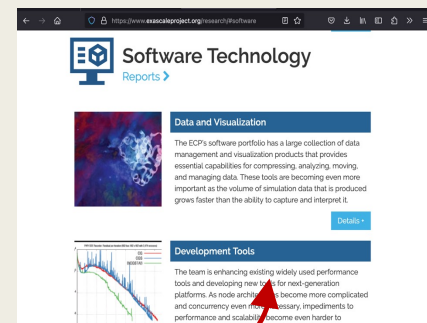 https://www.exascaleproject.org/research/#software
Software Technology
Reports
Data and Visualization
The ECP's software portfolio has a large collection of data
management and visualization products that provides
essential capabilities for compressing, analyzing, moving,
and managing data. These tools are becoming even more
important as the volume of simulation data that is produced
grows faster than the ability to capture and interpret it.
Details +
Development Tools
The team is enhancing existing widely used performance
tools and developing new for next-generation
platforms. As node become more complicated
and concurrency even impediments to
performance and become even harder to